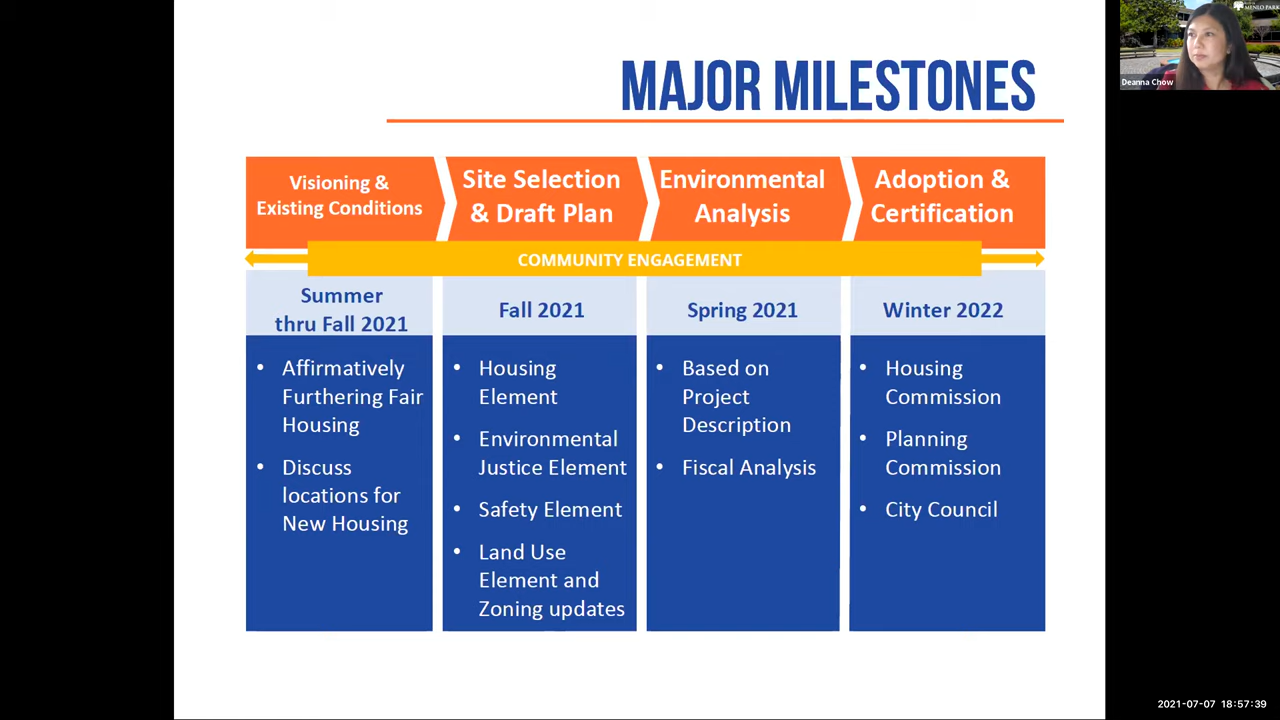 MENLO PARK
Deanna Chow
MAJOR MILESTONES
Visioning &
Existing Conditions
Site Selection
& Draft Plan
Environmental
Analysis
Adoption &
Certification
COMMUNITY ENGAGEMENT
Summer
thru Fall 2021
• Affirmatively
Furthering Fair
Housing
• Discuss
locations for
New Housing
Fall 2021
• Housing
Element
• Environmental
Justice Element
• Safety Element
• Land Use
Element and
Zoning updates
Spring 2021
• Based on
Project
Description
• Fiscal Analysis
Winter 2022
• Housing
Commission
• Planning
Commission
• City Council
2021-07-07 18:57:39